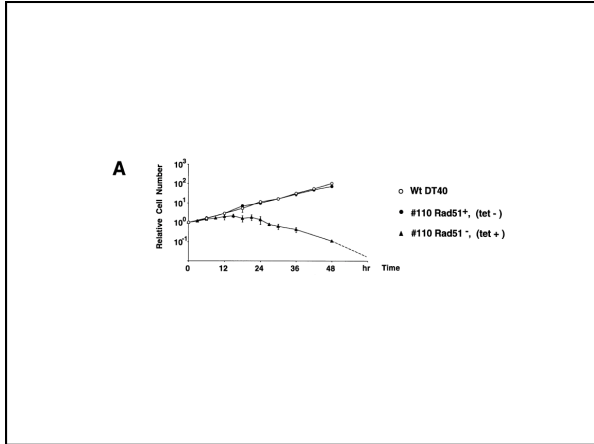 A
Relative Cell Number
10³
10²
10¹
10⁰
10⁻¹
0 12 24 36 48 hr Time
Wt DT40
#110 Rad51⁺, (tet -)
#110 Rad51⁻, (tet +)